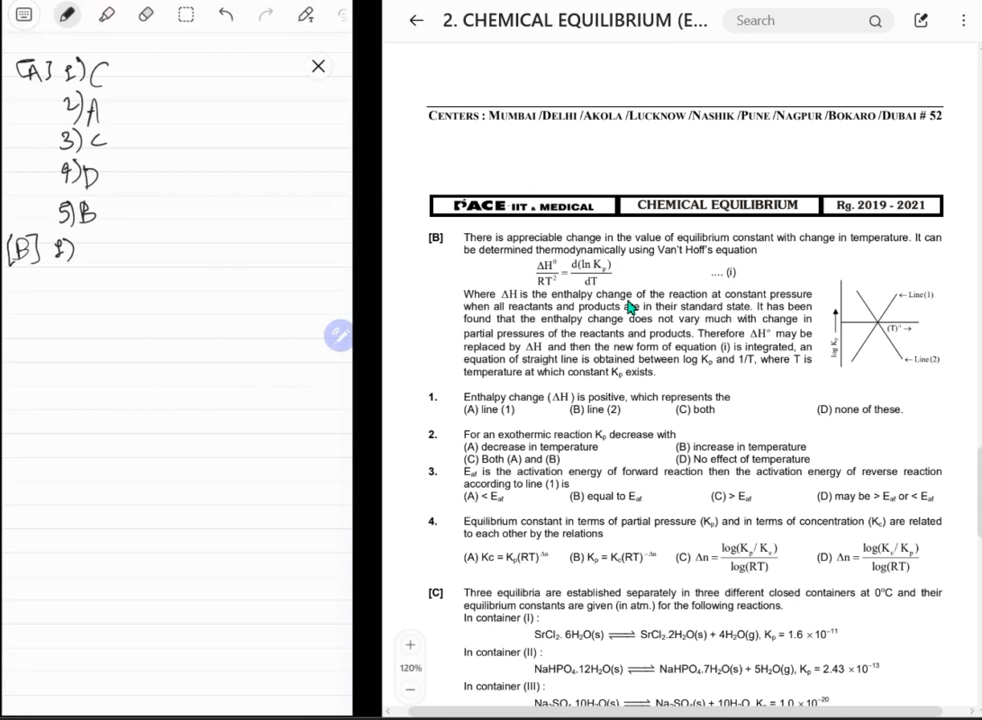 [A] 1) C
2) A
3) C
4) D
5) B
[B] 1)
2. CHEMICAL EQUILIBRIUM (E...
Search
CENTERS : MUMBAI /DELHI /AKOLA /LUCKNOW /NASHIK /PUNE /NAGPUR /BOKARO /DUBAI # 52
PACE IIT & MEDICAL CHEMICAL EQUILIBRIUM Rg. 2019 - 2021
[B] There is appreciable change in the value of equilibrium constant with change in temperature. It can
be determined thermodynamically using Van't Hoff's equation
ΔH°/RT² = d(ln Kp)/dT .... (i)
Where ΔH is the enthalpy change of the reaction at constant pressure
when all reactants and products are in their standard state. It has been
found that the enthalpy change does not vary much with change in
partial pressures of the reactants and products. Therefore ΔH° may be
replaced by ΔH and then the new form of equation (i) is integrated, an
equation of straight line is obtained between log Kp and 1/T, where T is
temperature at which constant Kp exists.
Line(1)
(T)⁻¹
log Kp
Line(2)
1. Enthalpy change (ΔH) is positive, which represents the
(A) line (1) (B) line (2) (C) both (D) none of these.
2. For an exothermic reaction Kp decrease with
(A) decrease in temperature (B) increase in temperature
(C) Both (A) and (B) (D) No effect of temperature
3. Eaf is the activation energy of forward reaction then the activation energy of reverse reaction
according to line (1) is
(A) < Eaf (B) equal to Eaf (C) > Eaf (D) may be > Eaf or < Eaf
4. Equilibrium constant in terms of partial pressure (Kp) and in terms of concentration (Kc) are related
to each other by the relations
(A) Kc = Kp(RT)^Δn (B) Kp = Kc(RT)^-Δn (C) Δn = log(Kp/Kc)/log(RT) (D) Δn = log(Kc/Kp)/log(RT)
[C] Three equilibria are established separately in three different closed containers at 0°C and their
equilibrium constants are given (in atm.) for the following reactions.
In container (I) :
SrCl₂. 6H₂O(s) ⇌ SrCl₂.2H₂O(s) + 4H₂O(g), Kp = 1.6 × 10⁻¹¹
In container (II) :
NaHPO₄.12H₂O(s) ⇌ NaHPO₄.7H₂O(s) + 5H₂O(g), Kp = 2.43 × 10⁻¹³
In container (III) :
Na₂SO₄ 10H₂O(s) ⇌ Na₂SO₄(s) + 10H₂O Kp = 1.0 × 10⁻²⁰
120%